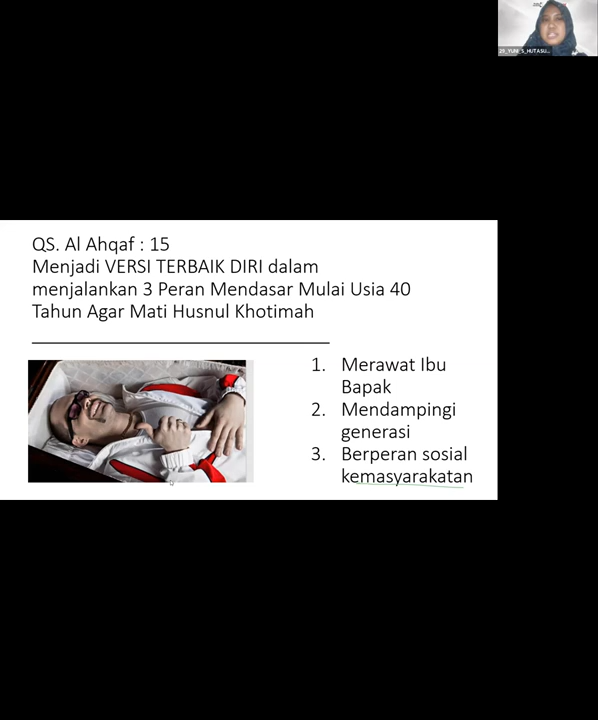 29_YUNI_S_HUTASU...
QS. Al Ahqaf : 15
Menjadi VERSI TERBAIK DIRI dalam
menjalankan 3 Peran Mendasar Mulai Usia 40
Tahun Agar Mati Husnul Khotimah
1. Merawat Ibu
Bapak
2. Mendampingi
generasi
3. Berperan sosial
kemasyarakatan